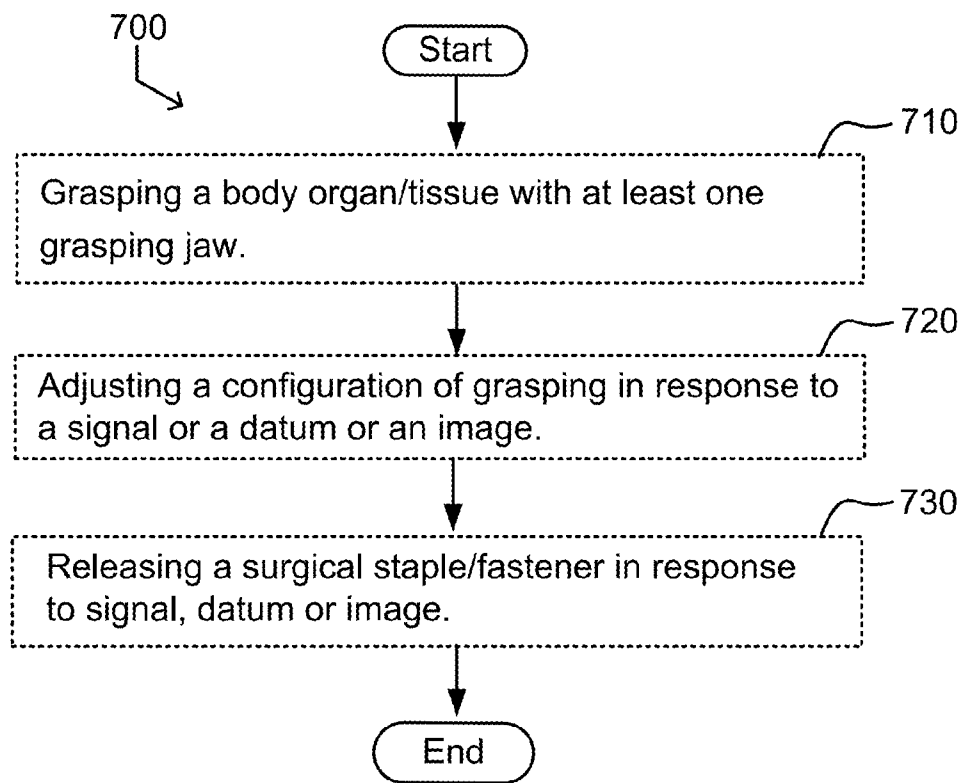 700
Start
710
Grasping a body organ/tissue with at least one
grasping jaw.
720
Adjusting a configuration of grasping in response to
a signal or a datum or an image.
730
Releasing a surgical staple/fastener in response
to signal, datum or image.
End